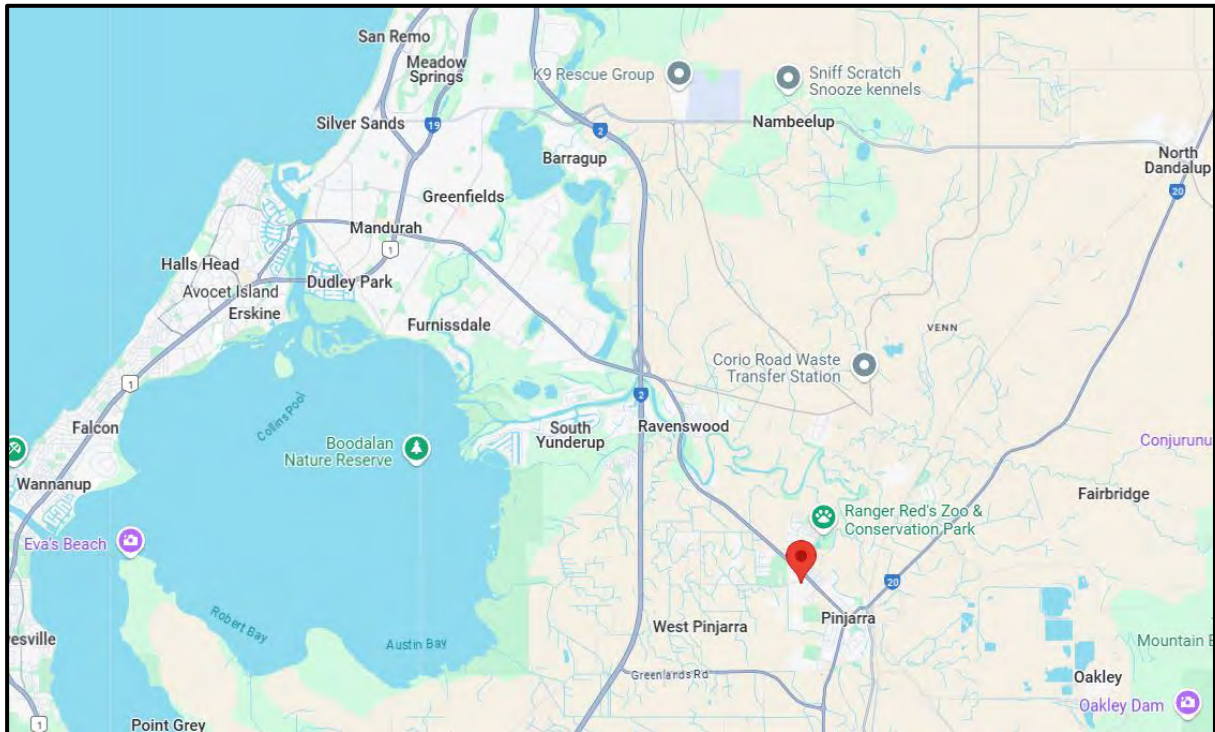 San Remo
Meadow
Springs
K9 Rescue Group
Sniff Scratch
Snooze kennels
Silver Sands
19
2
Nambeelup
Barragup
North
Dandalup
20
Greenfields
Mandurah
1
Halls Head
Dudley Park
Avocet Island
Erskine
Furnissdale
VENN
Corio Road Waste
Transfer Station
1
Collins Pool
2
Falcon
South
Yunderup
Ravenswood
Boodalan
Nature Reserve
Conjurunu
Wannanup
Fairbridge
Ranger Red's Zoo &
Conservation Park
Eva's Beach
20
Robert Bay
Austin Bay
West Pinjarra
Pinjarra
esville
Mountain B
Greenlands Rd
Oakley
Oakley Dam
1
Point Grey